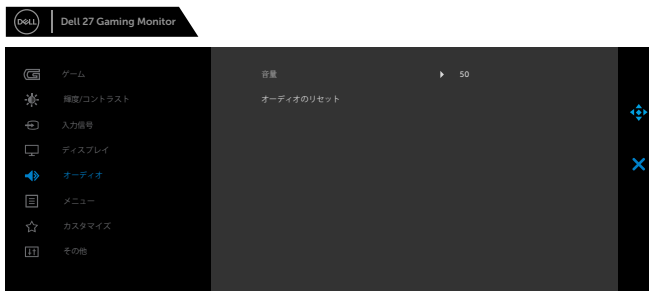 DELL
Dell 27 Gaming Monitor
ゲーム
音量 50
輝度/コントラスト
オーディオのリセット
入力信号
ディスプレイ
オーディオ
メニュー
カスタマイズ
その他